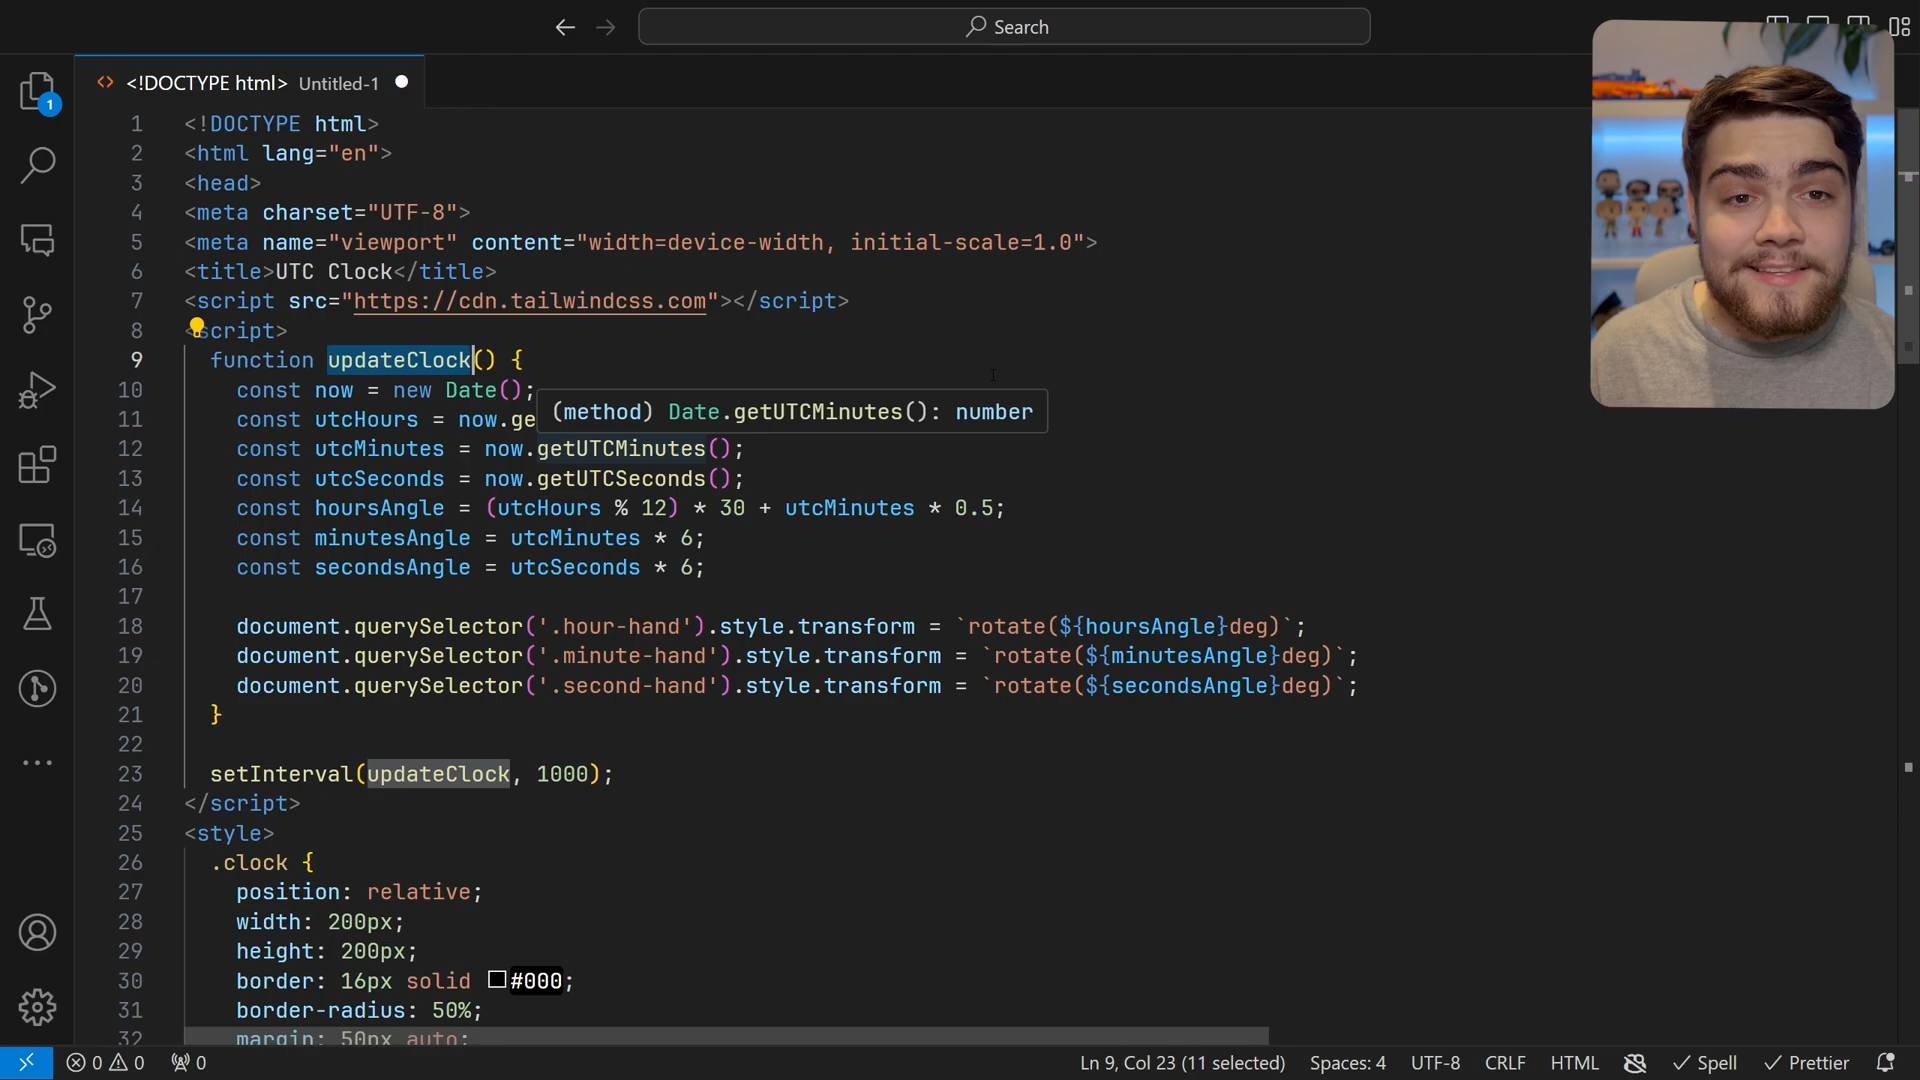 Search
<!DOCTYPE html> Untitled-1
1
1 <!DOCTYPE html>
2 <html lang="en">
3 <head>
4 <meta charset="UTF-8">
5 <meta name="viewport" content="width=device-width, initial-scale=1.0">
6 <title>UTC Clock</title>
7 <script src="https://cdn.tailwindcss.com"></script>
8 <script>
9 function updateClock() {
10 const now = new Date();
(method) Date.getUTCMinutes(): number
11 const utcHours = now.ge
12 const utcMinutes = now.getUTCMinutes();
13 const utcSeconds = now.getUTCSeconds();
14 const hoursAngle = (utcHours % 12) * 30 + utcMinutes * 0.5;
15 const minutesAngle = utcMinutes * 6;
16 const secondsAngle = utcSeconds * 6;
17
18 document.querySelector('.hour-hand').style.transform = `rotate(${hoursAngle}deg)`;
19 document.querySelector('.minute-hand').style.transform = `rotate(${minutesAngle}deg)`;
20 document.querySelector('.second-hand').style.transform = `rotate(${secondsAngle}deg)`;
21 }
22
23 setInterval(updateClock, 1000);
24 </script>
25 <style>
26 .clock {
27 position: relative;
28 width: 200px;
29 height: 200px;
30 border: 16px solid #000;
31 border-radius: 50%;
32 margin: 50px auto;
0 0 0 Ln 9, Col 23 (11 selected) Spaces: 4 UTF-8 CRLF HTML Spell Prettier